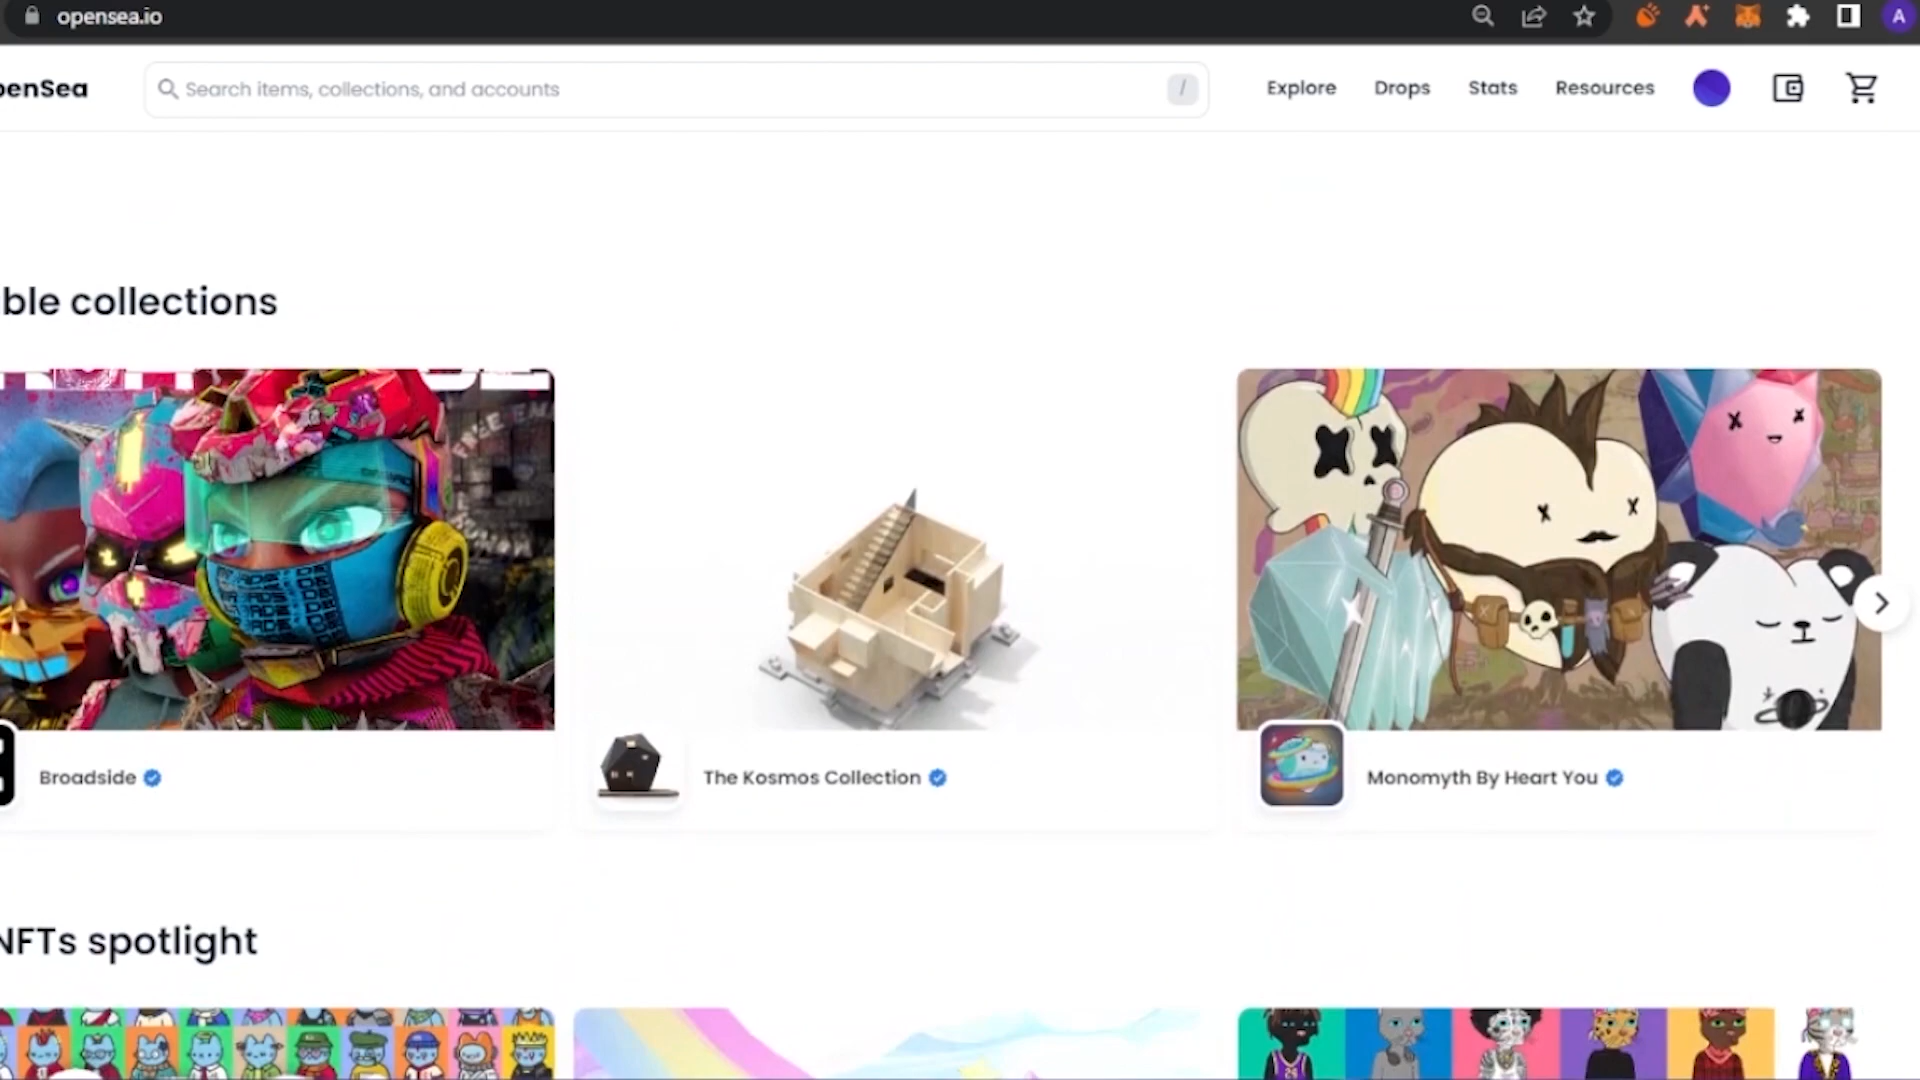 opensea.io
A
penSea
Search items, collections, and accounts
/
Explore
Drops
Stats
Resources
ble collections
Broadside
The Kosmos Collection
Monomyth By Heart You
NFTs spotlight